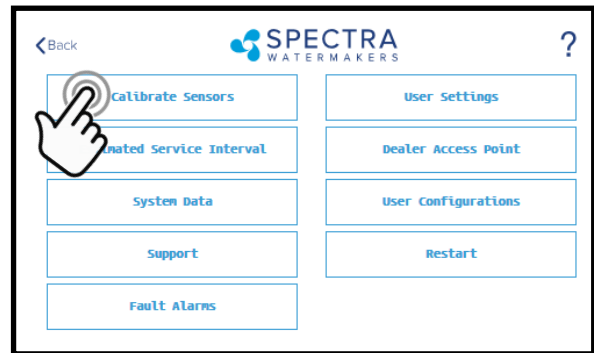 Back
SPECTRA
WATERMAKERS
?
Calibrate Sensors
User Settings
mated Service Interval
Dealer Access Point
System Data
User Configurations
Support
Restart
Fault Alarms